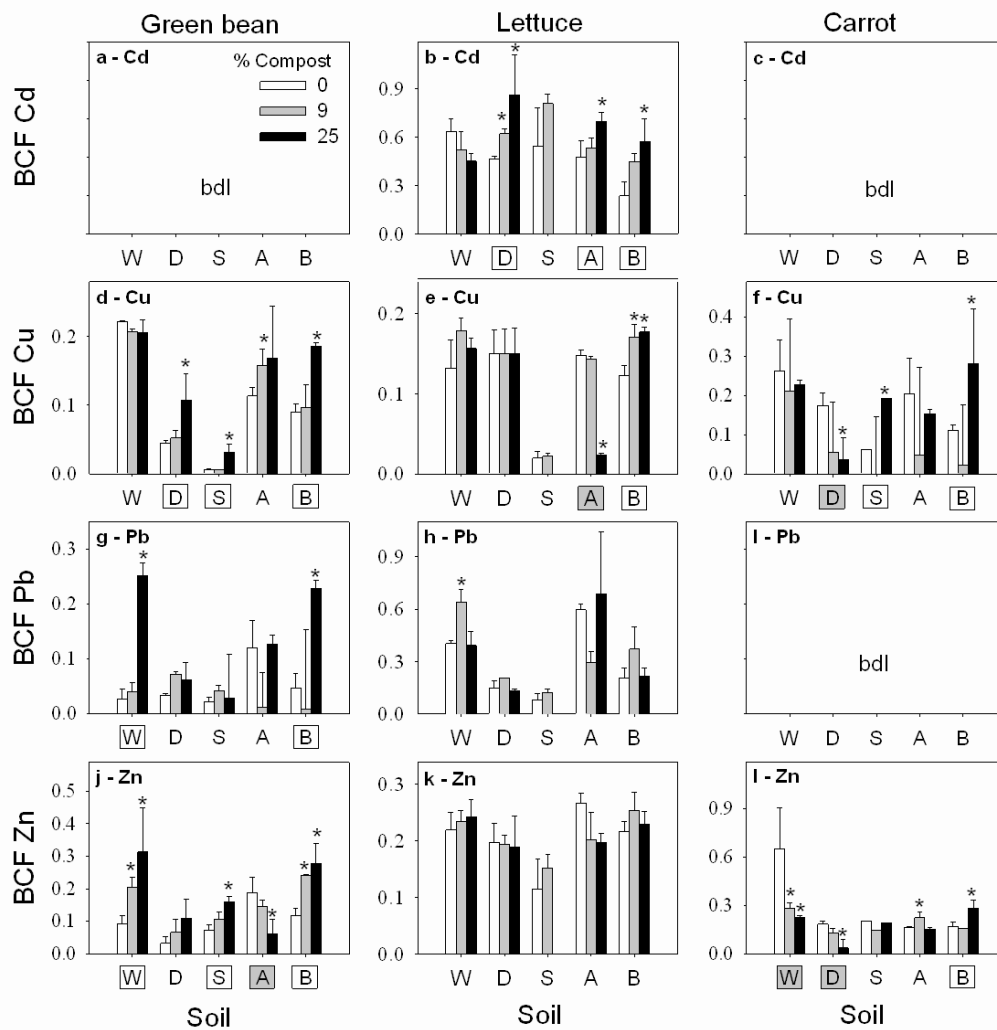 Green bean
Lettuce
Carrot
BCF Cd
a - Cd
% Compost
0
9
25
bdl
W D S A B
b - Cd
0.9
0.6
0.3
0.0
* * * *
W D S A B
c - Cd
bdl
W D S A B
BCF Cu
d - Cu
0.2
0.1
0.0
* * * *
W D S A B
e - Cu
0.2
0.1
0.0
* * *
W D S A B
f - Cu
0.4
0.3
0.2
0.1
0.0
* * *
W D S A B
BCF Pb
g - Pb
0.3
0.2
0.1
0.0
* *
W D S A B
h - Pb
0.9
0.6
0.3
0.0
*
W D S A B
I - Pb
bdl
W D S A B
BCF Zn
j - Zn
0.5
0.4
0.3
0.2
0.1
0.0
* * * * * *
W D S A B
k - Zn
0.3
0.2
0.1
0.0
W D S A B
l - Zn
0.9
0.6
0.3
0.0
* * * * *
W D S A B
Soil
Soil
Soil